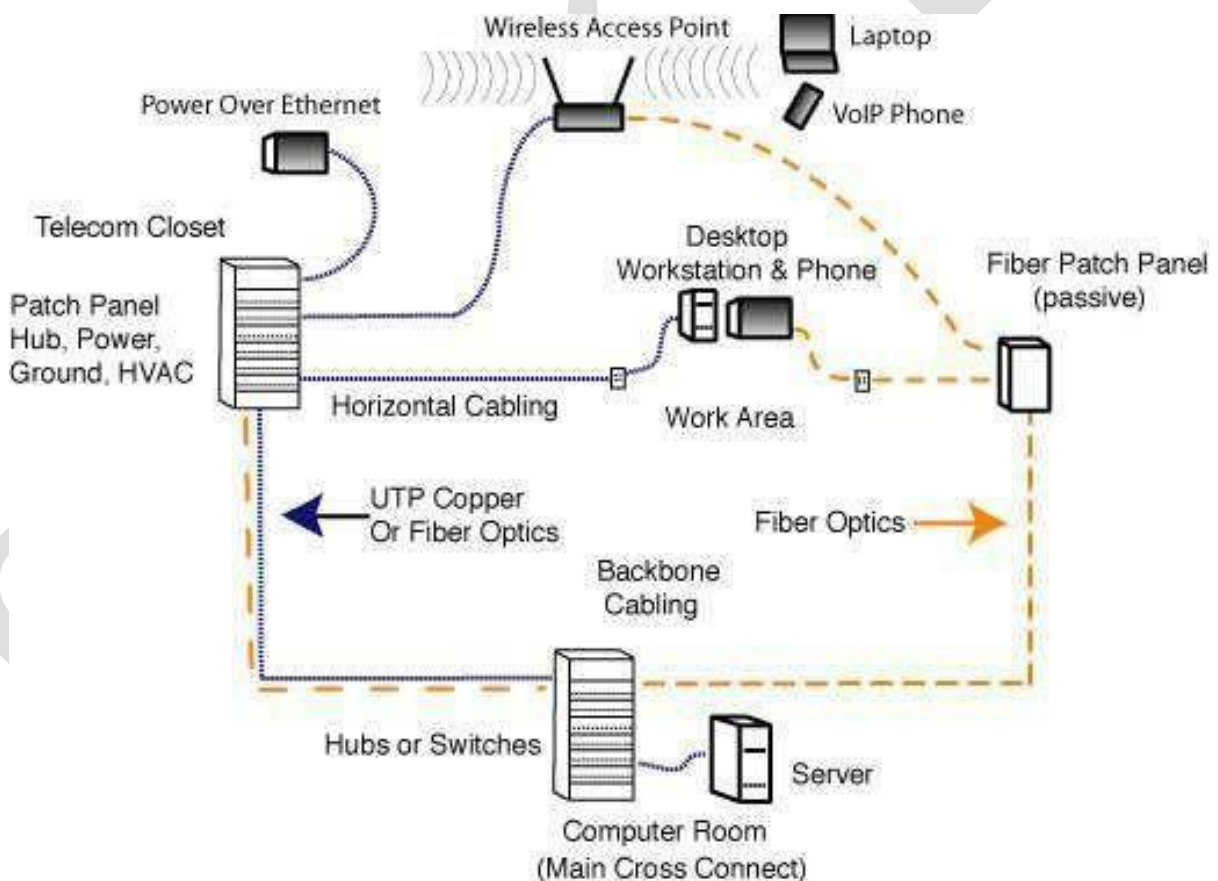 Wireless Access Point
Laptop
VoIP Phone
Power Over Ethernet
Telecom Closet
Patch Panel
Hub, Power,
Ground, HVAC
Desktop
Workstation & Phone
Fiber Patch Panel
(passive)
Horizontal Cabling
Work Area
UTP Copper
Or Fiber Optics
Fiber Optics
Backbone
Cabling
Hubs or Switches
Server
Computer Room
(Main Cross Connect)